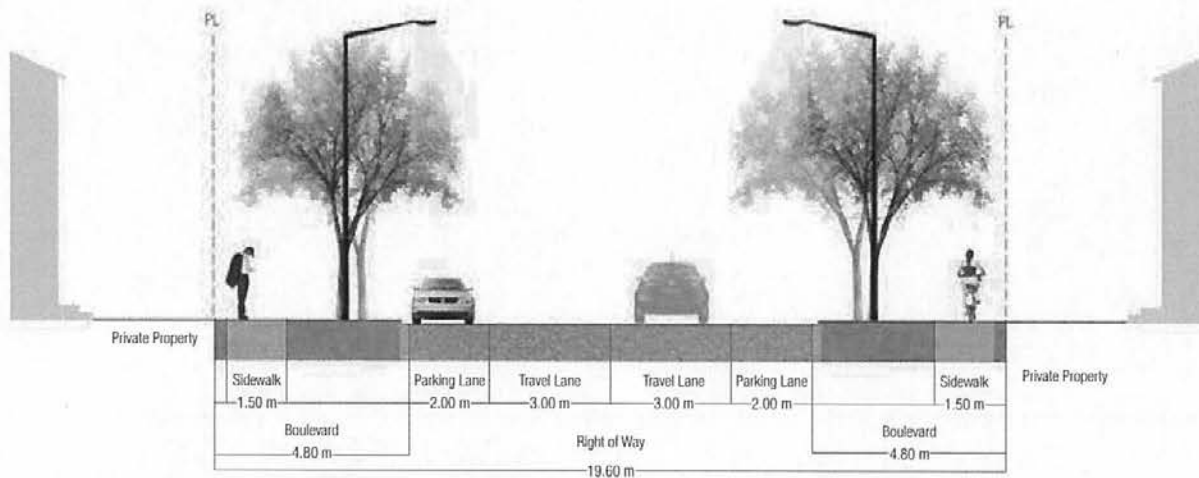 PL
PL
Private Property
Sidewalk
1.50 m
Parking Lane
2.00 m
Travel Lane
3.00 m
Travel Lane
3.00 m
Parking Lane
2.00 m
Sidewalk
1.50 m
Private Property
Boulevard
4.80 m
Right of Way
Boulevard
4.80 m
19.60 m